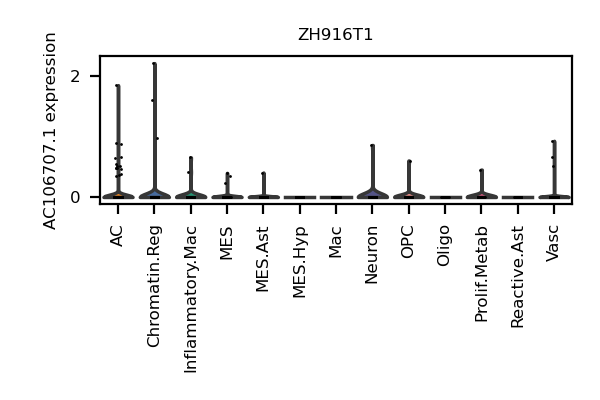 ZH916T1
AC106707.1 expression
2
0
AC
Chromatin.Reg
Inflammatory.Mac
MES
MES.Ast
MES.Hyp
Mac
Neuron
OPC
Oligo
Prolif.Metab
Reactive.Ast
Vasc